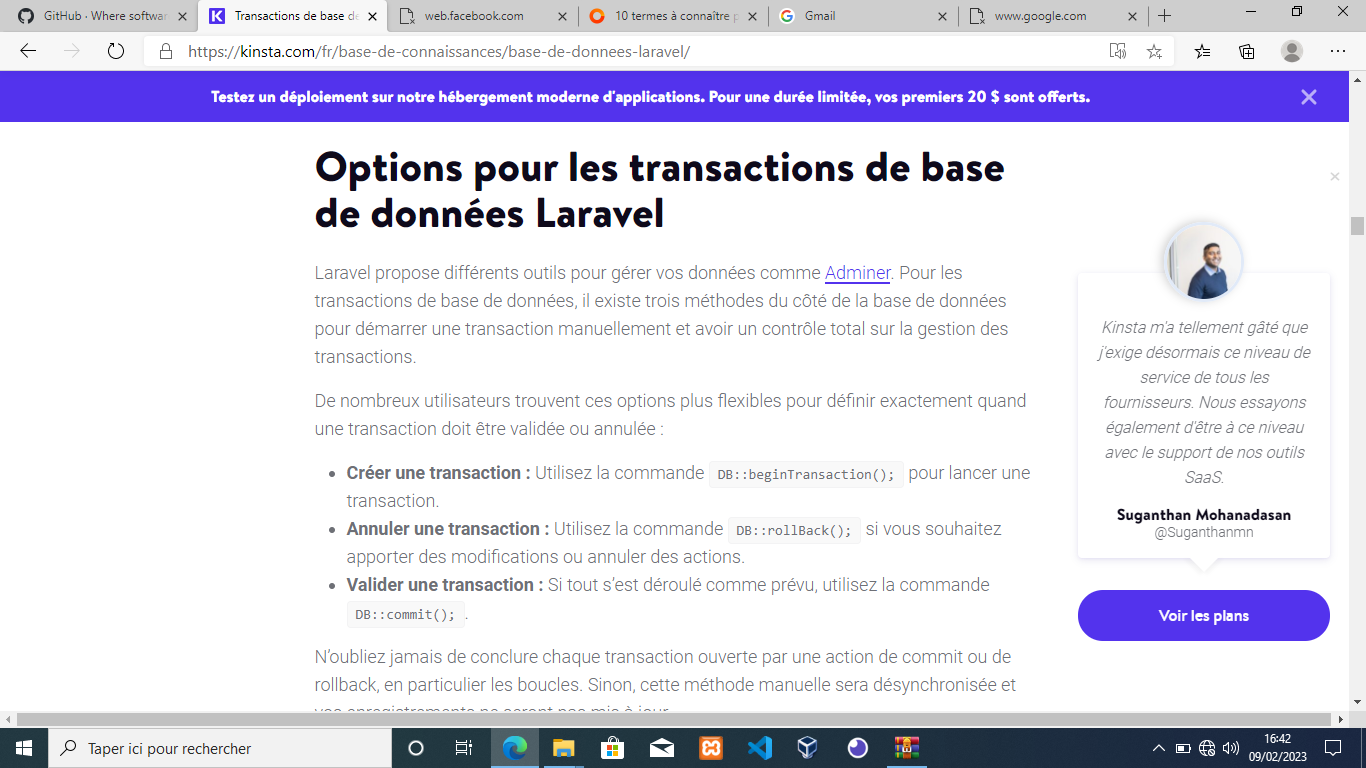 GitHub · Where softwar
Transactions de base de
web.facebook.com
10 termes à connaître p
Gmail
www.google.com
https://kinsta.com/fr/base-de-connaissances/base-de-donnees-laravel/
Testez un déploiement sur notre hébergement moderne d'applications. Pour une durée limitée, vos premiers 20 $ sont offerts.
Options pour les transactions de base
de données Laravel
Laravel propose différents outils pour gérer vos données comme Adminer. Pour les
transactions de base de données, il existe trois méthodes du côté de la base de données
pour démarrer une transaction manuellement et avoir un contrôle total sur la gestion des
transactions.
De nombreux utilisateurs trouvent ces options plus flexibles pour définir exactement quand
une transaction doit être validée ou annulée :
Créer une transaction : Utilisez la commande DB::beginTransaction(); pour lancer une
transaction.
Annuler une transaction : Utilisez la commande DB::rollBack(); si vous souhaitez
apporter des modifications ou annuler des actions.
Valider une transaction : Si tout s’est déroulé comme prévu, utilisez la commande
DB::commit(); .
N’oubliez jamais de conclure chaque transaction ouverte par une action de commit ou de
rollback, en particulier les boucles. Sinon, cette méthode manuelle sera désynchronisée et
vos enregistrements ne seront pas mis à jour.
Kinsta m'a tellement gâté que
j'exige désormais ce niveau de
service de tous les
fournisseurs. Nous essayons
également d'être à ce niveau
avec le support de nos outils
SaaS.
Suganthan Mohanadasan
@Suganthanmn
Voir les plans
Taper ici pour rechercher
16:42
09/02/2023